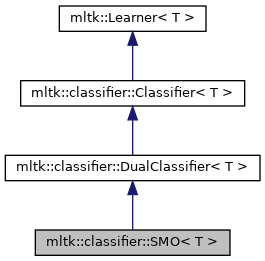 mltk::Learner< T >
mltk::classifier::Classifier< T >
mltk::classifier::DualClassifier< T >
mltk::classifier::SMO< T >